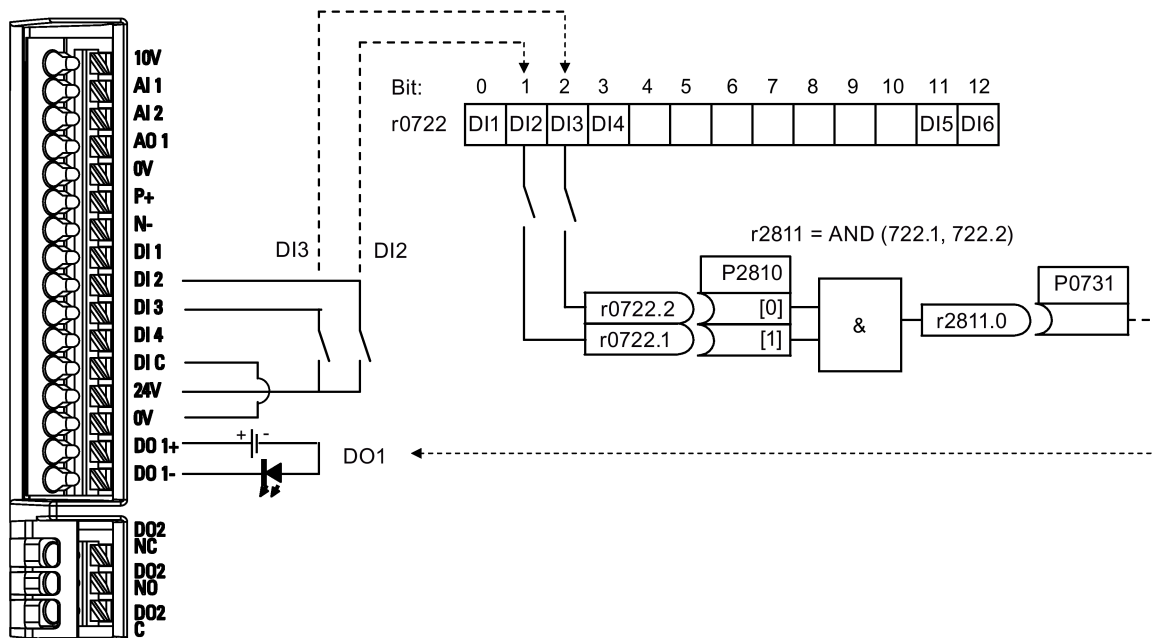 10V
AI 1
AI 2
AO 1
0V
P+
N-
DI 1
DI 2
DI 3
DI 4
DI C
24V
0V
DO 1+
DO 1-
DO2
NC
DO2
NO
DO2
C
DI3 DI2
+ -
DO1
Bit: 0 1 2 3 4 5 6 7 8 9 10 11 12
r0722 DI1 DI2 DI3 DI4 DI5 DI6
r2811 = AND (722.1, 722.2)
P2810
r0722.2 [0]
r0722.1 [1]
&
r2811.0
P0731